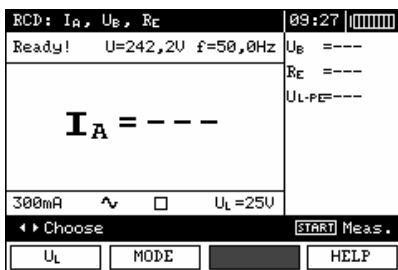 RCD: IA, UB, RE 09:27
Ready! U=242,2V f=50,0Hz
UB =---
RE =---
UL-PE=---
IA = ---
300mA ∿ □ UL=25V
◂ ▸ Choose START Meas.
UL MODE HELP